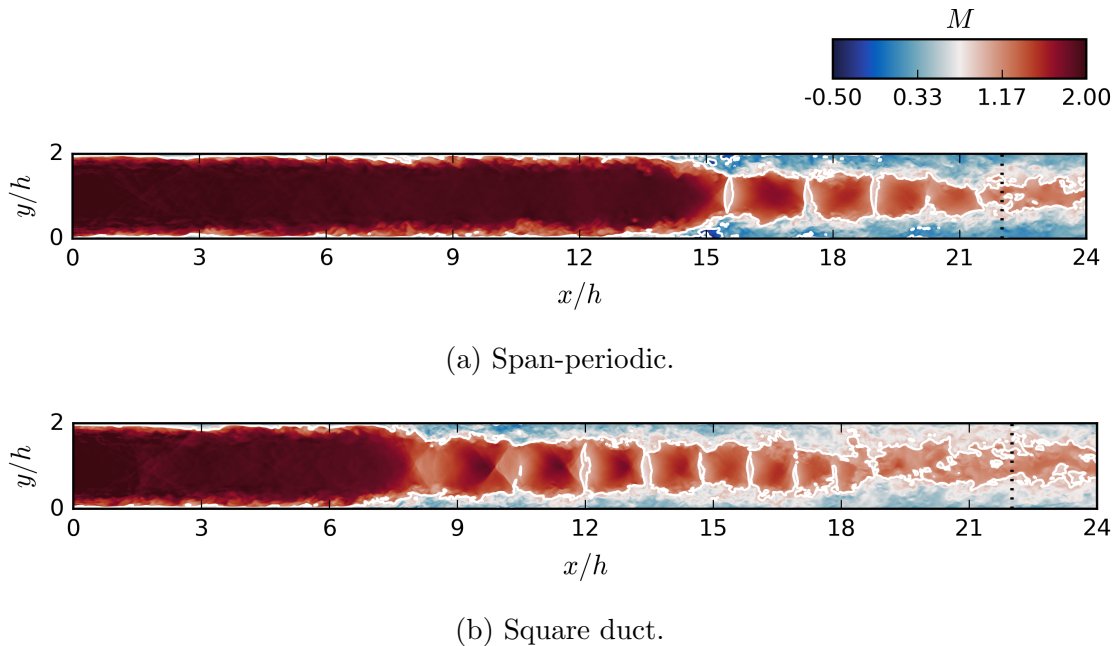 M
-0.50 0.33 1.17 2.00
2
y/h
0
0 3 6 9 12 15 18 21 24
x/h
(a) Span-periodic.
2
y/h
0
0 3 6 9 12 15 18 21 24
x/h
(b) Square duct.